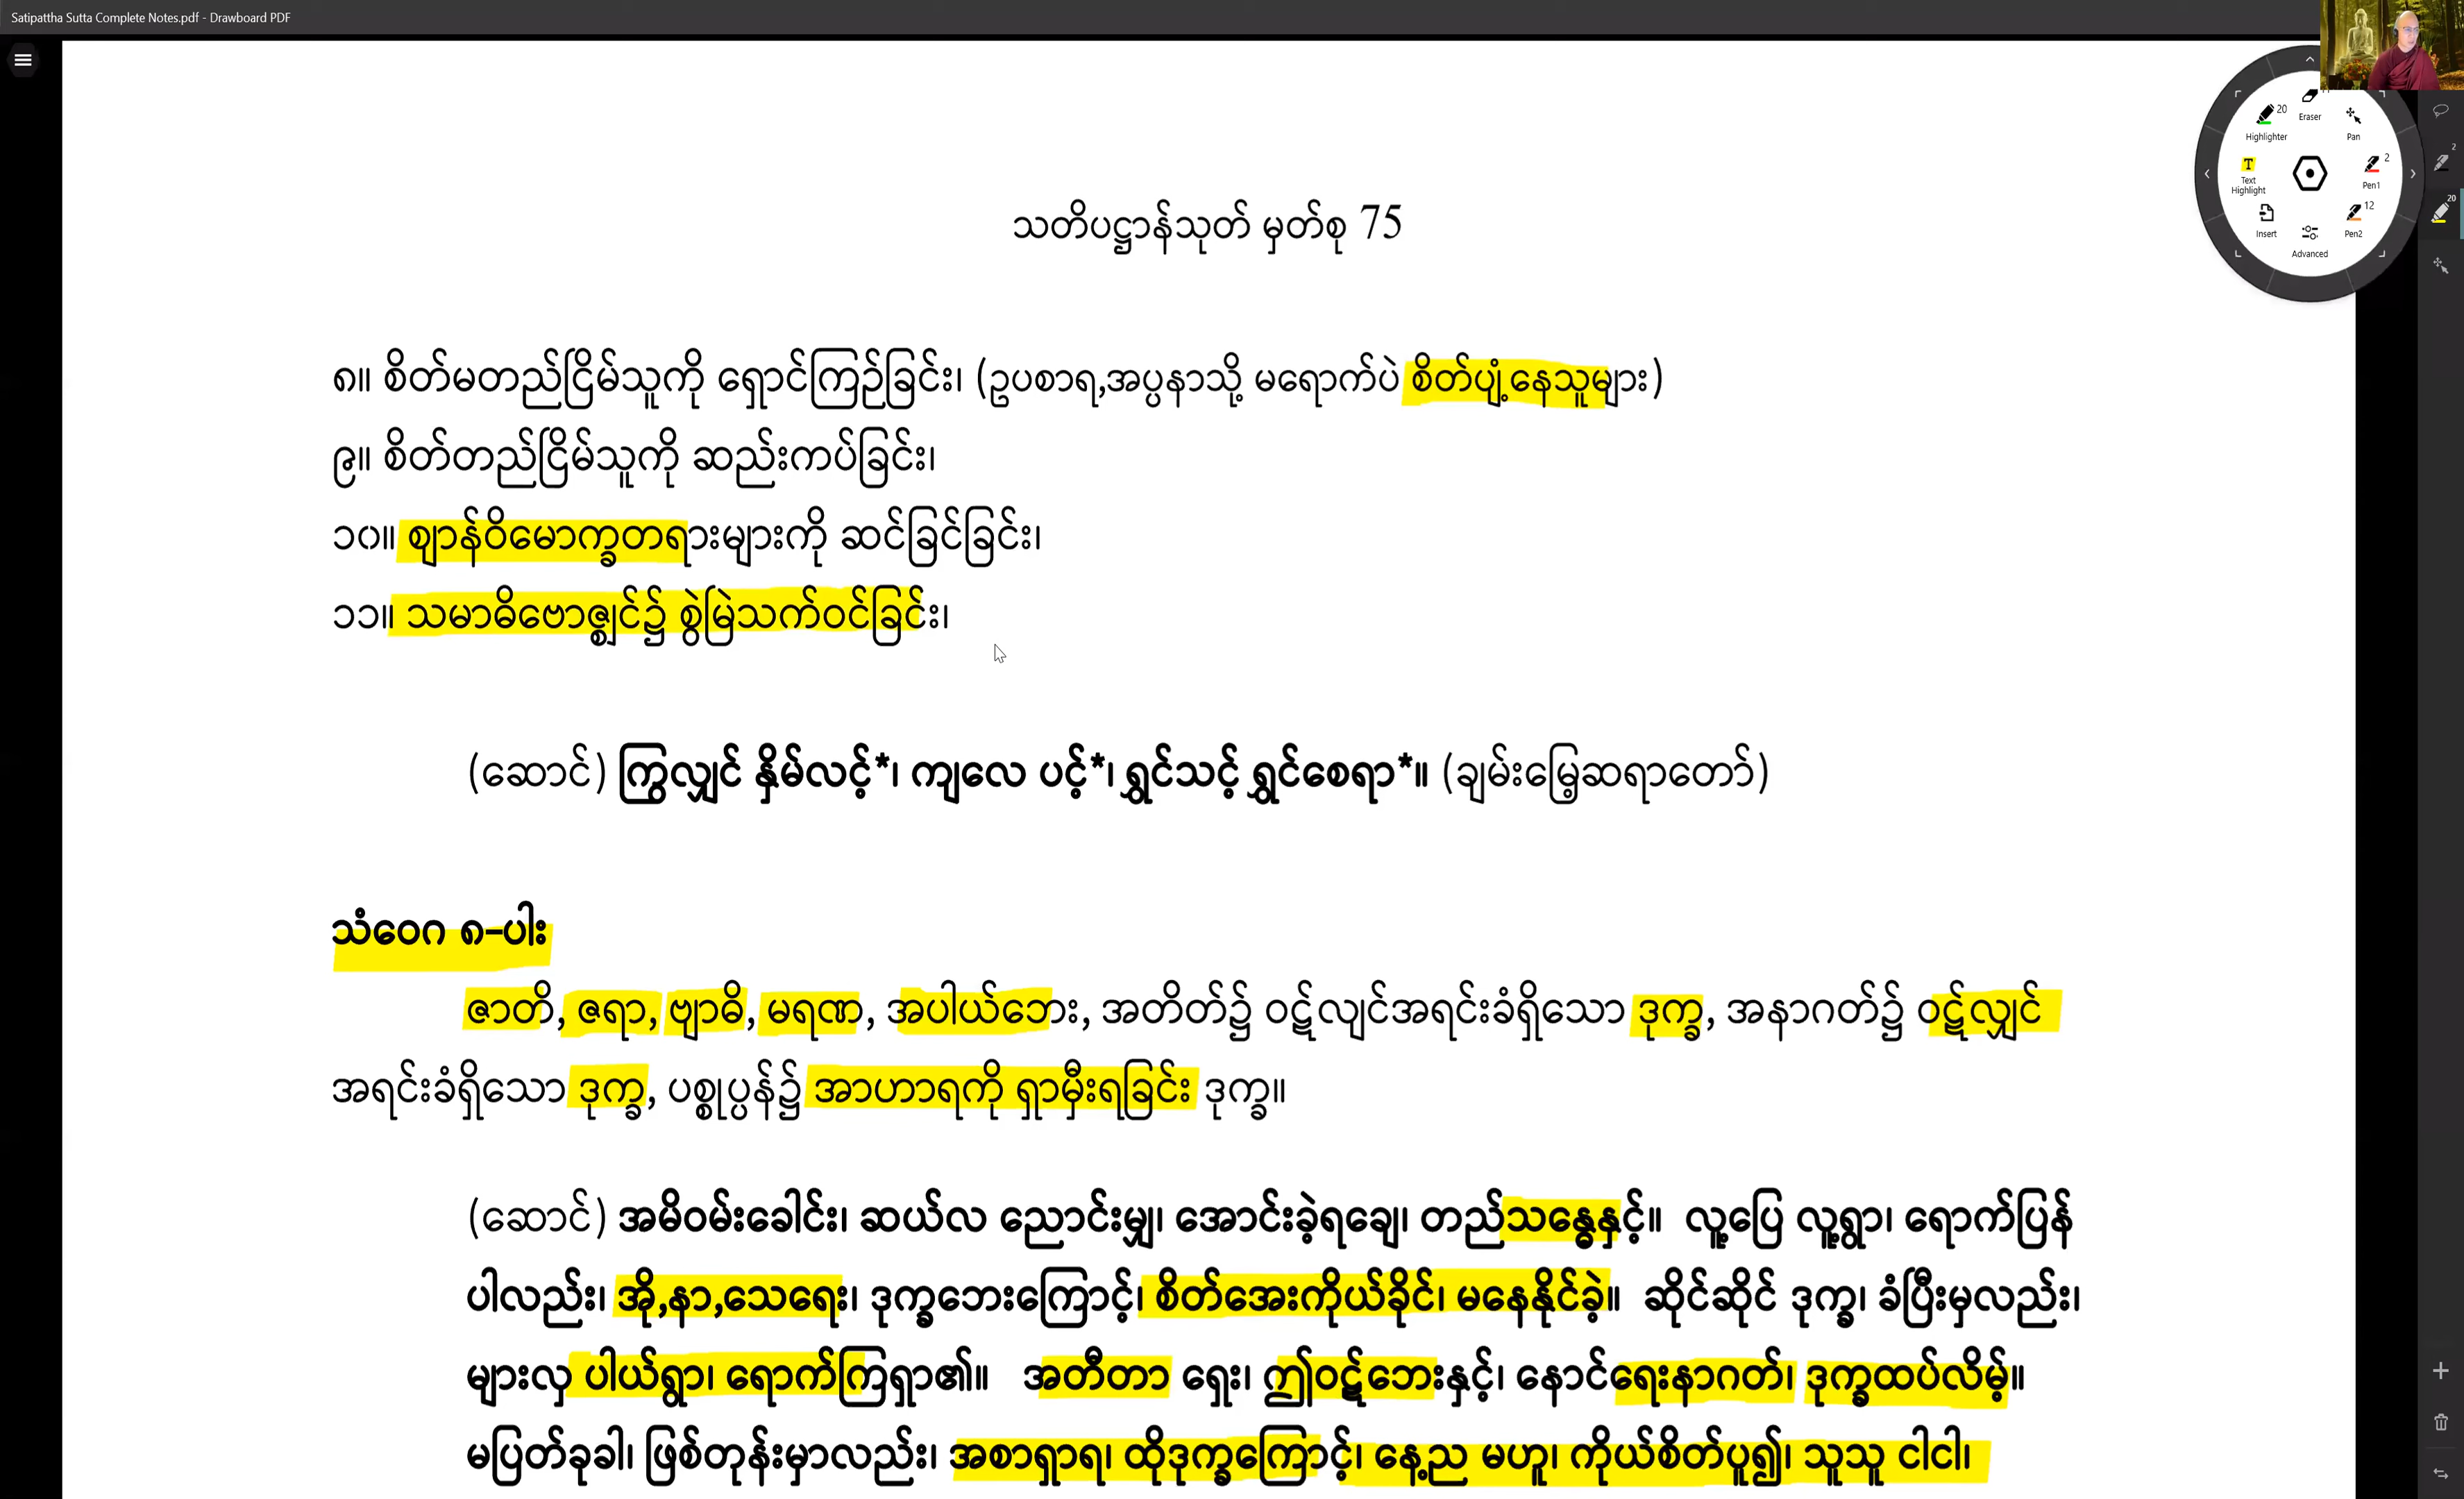 Satipattha Sutta Complete Notes.pdf - Drawboard PDF
သတိပဋ္ဌာန်သုတ် မှတ်စု 75
၈။ စိတ်မတည်ငြိမ်သူကို ရှောင်ကြဉ်ခြင်း၊ (ဥပစာရ,အပ္ပနာသို့ မရောက်ပဲ စိတ်ပျံ့နေသူများ)
၉။ စိတ်တည်ငြိမ်သူကို ဆည်းကပ်ခြင်း၊
၁၀။ ဈာန်ဝိမောက္ခတရားများကို ဆင်ခြင်ခြင်း၊
၁၁။ သမာဓိဗောဇ္ဈင်၌ စွဲမြဲသက်ဝင်ခြင်း၊
(ဆောင်) ကြွလျှင် နှိမ်လင့်*၊ ကျလေ ပင့်*၊ ရွှင်သင့် ရွှင်စေရာ*။ (ချမ်းမြေ့ဆရာတော်)
သံဝေဂ ၈-ပါး
ဇာတိ, ဇရာ, ဗျာဓိ, မရဏ, အပါယ်ဘေး, အတိတ်၌ ဝဋ်လျင်အရင်းခံရှိသော ဒုက္ခ, အနာဂတ်၌ ဝဋ်လျှင်
အရင်းခံရှိသော ဒုက္ခ, ပစ္စုပ္ပန်၌ အာဟာရကို ရှာမှီးရခြင်း ဒုက္ခ။
(ဆောင်) အမိဝမ်းခေါင်း၊ ဆယ်လ ညောင်းမျှ၊ အောင်းခဲ့ရချေ၊ တည်သန္ဓေနှင့်။ လူ့ပြေ လူ့ရွာ၊ ရောက်ပြန်
ပါလည်း၊ အို,နာ,သေရေး၊ ဒုက္ခဘေးကြောင့်၊ စိတ်အေးကိုယ်ခိုင်၊ မနေနိုင်ခဲ့။ ဆိုင်ဆိုင် ဒုက္ခ၊ ခံပြီးမှလည်း၊
များလှ ပါယ်ရွာ၊ ရောက်ကြရှာ၏။ အတီတာ ရှေး၊ ဤဝဋ်ဘေးနှင့်၊ နောင်ရေးနာဂတ်၊ ဒုက္ခထပ်လိမ့်။
မပြတ်ခုခါ၊ ဖြစ်တုန်းမှာလည်း၊ အစာရှာရ၊ ထိုဒုက္ခကြောင့်၊ နေ့ည မဟူ၊ ကိုယ်စိတ်ပူ၍၊ သူသူ ငါငါ၊
20
Highlighter
Eraser
Pan
Text
Highlight
2
Pen1
Insert
12
Pen2
Advanced
2
20